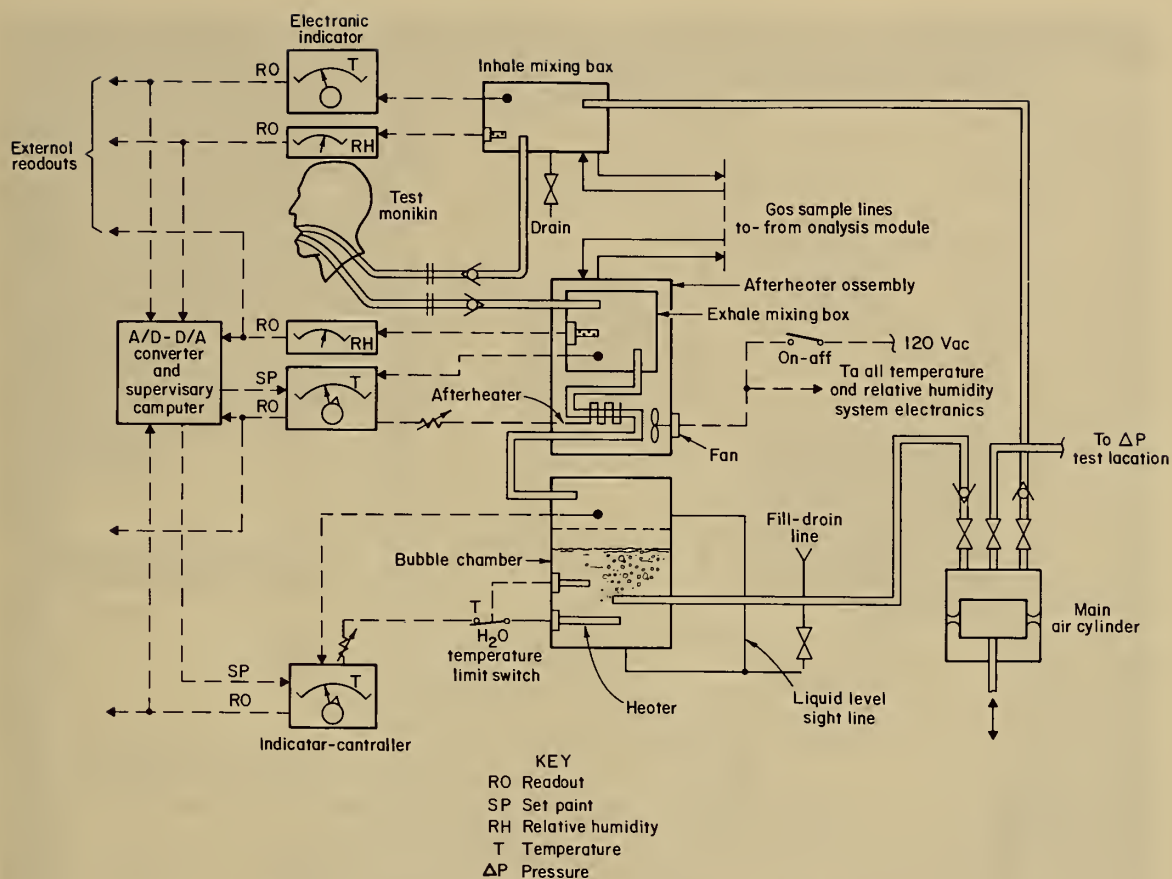 Electranic
indicator
RO
T
Inhale mixing bax
RO
RH
Externol
readouts
Test
monikin
Drain
Gos sample lines
to-from onalysis module
Afterheoter ossembly
Exhale mixing box
RO
RH
A/D - D/A
converter
and
supervisary
camputer
SP
RO
T
Afterheater
Fan
On-aff
120 Vac
Ta all temperature
ond relative humidity
system electranics
To ΔP
test lacation
Bubble chamber
Fill-droin
line
T
H2O
temperature
limit switch
Heoter
Liquid level
sight line
Main
air cylinder
SP
RO
T
Indicatar-cantraller
KEY
RO Readout
SP Set paint
RH Relative humidity
T Temperature
ΔP Pressure